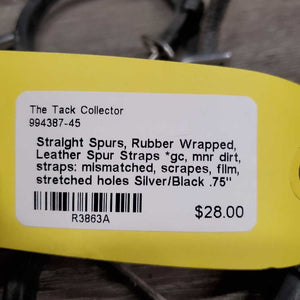 The Tack Collector
994387-45
Straight Spurs, Rubber Wrapped,
Leather Spur Straps *gc, mnr dirt,
straps: mismatched, scrapes, film,
stretched holes Silver/Black .75"
R3863A
$28.00